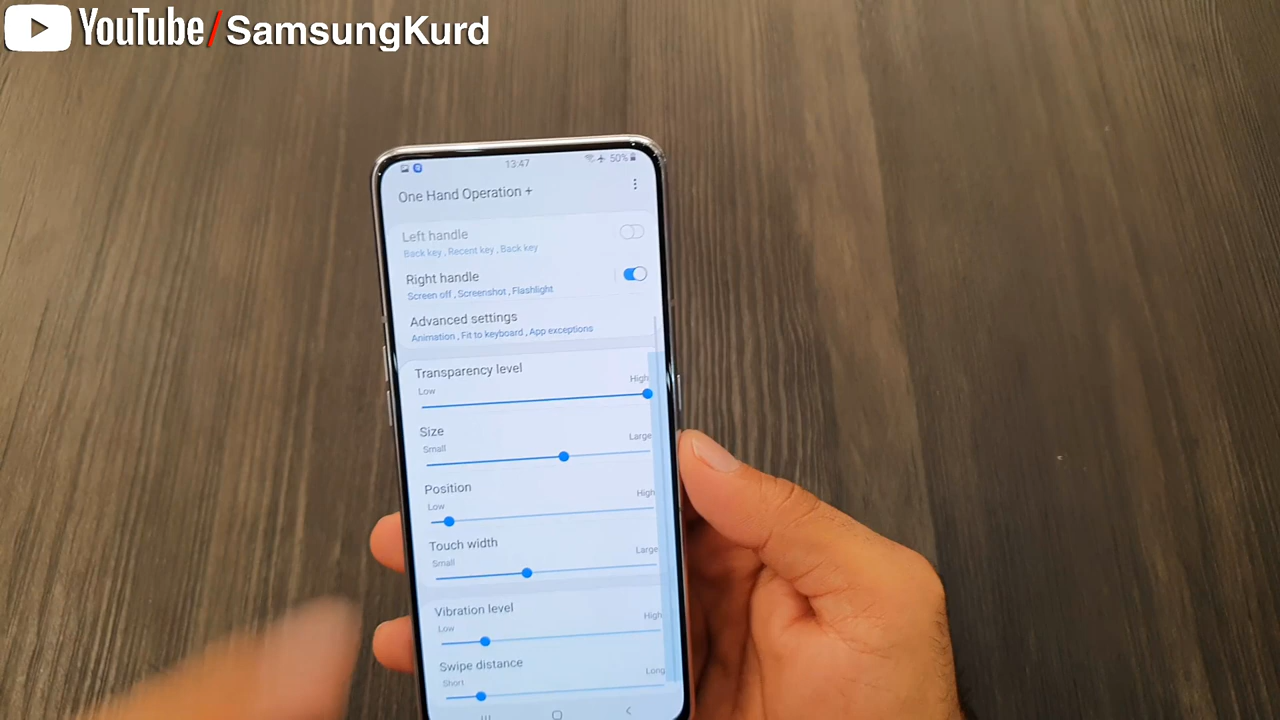 YouTube/SamsungKurd
13:47
50%
One Hand Operation +
Left handle
Back key , Recent key , Back key
Right handle
Screen off , Screenshot , Flashlight
Advanced settings
Animation , Fit to keyboard , App exceptions
Transparency level
Low High
Size
Small Large
Position
Low High
Touch width
Small Large
Vibration level
Low High
Swipe distance
Short Long